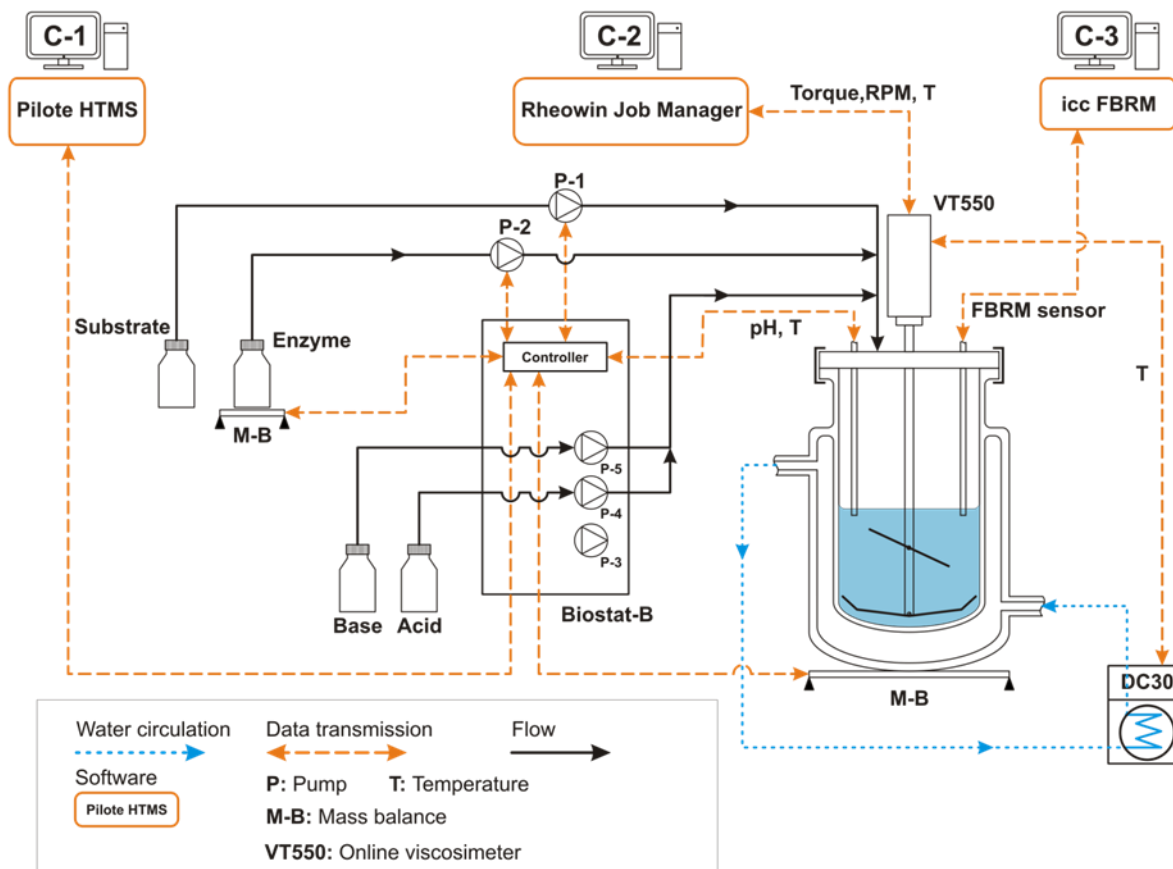 C-1
C-2
C-3
Pilote HTMS
Rheowin Job Manager
Torque,RPM, T
icc FBRM
P-1
VT550
P-2
Substrate
Enzyme
pH, T
FBRM sensor
Controller
T
M-B
P-5
P-4
P-3
Base
Acid
Biostat-B
M-B
DC30
Water circulation
Data transmission
Flow
Software
P: Pump
T: Temperature
Pilote HTMS
M-B: Mass balance
VT550: Online viscosimeter